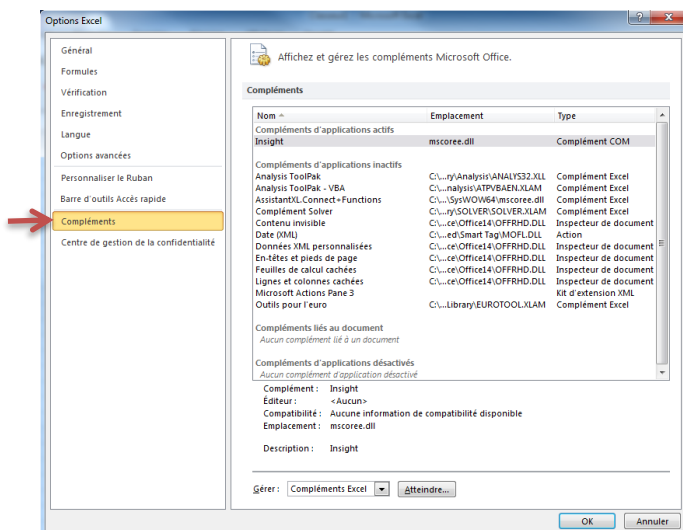 Options Excel
Général
Formules
Vérification
Enregistrement
Langue
Options avancées
Personnaliser le Ruban
Barre d'outils Accès rapide
Compléments
Centre de gestion de la confidentialité
Affichez et gérez les compléments Microsoft Office.
Compléments
Nom Emplacement Type
Compléments d'applications actifs
Insight mscoree.dll Complément COM
Compléments d'applications inactifs
Analysis ToolPak C:\...ry\Analysis\ANALYS32.XLL Complément Excel
Analysis ToolPak - VBA C:\...nalysis\ATPVBAEN.XLAM Complément Excel
AssistantXL.Connect+Functions C:\...\SysWOW64\mscoree.dll Complément Excel
Complément Solver C:\...ry\SOLVER\SOLVER.XLAM Complément Excel
Contenu invisible C:\...ce\Office14\OFFRHD.DLL Inspecteur de document
Date (XML) C:\...ed\Smart Tag\MOFL.DLL Action
Données XML personnalisées C:\...ce\Office14\OFFRHD.DLL Inspecteur de document
En-têtes et pieds de page C:\...ce\Office14\OFFRHD.DLL Inspecteur de document
Feuilles de calcul cachées C:\...ce\Office14\OFFRHD.DLL Inspecteur de document
Lignes et colonnes cachées C:\...ce\Office14\OFFRHD.DLL Inspecteur de document
Microsoft Actions Pane 3 Kit d'extension XML
Outils pour l'euro C:\...Library\EUROTOOL.XLAM Complément Excel
Compléments liés au document
Aucun complément lié à un document
Compléments d'applications désactivés
Aucun complément d'application désactivé
Complément : Insight
Éditeur : <Aucun>
Compatibilité : Aucune information de compatibilité disponible
Emplacement : mscoree.dll
Description : Insight
Gérer : Compléments Excel Atteindre...
OK Annuler